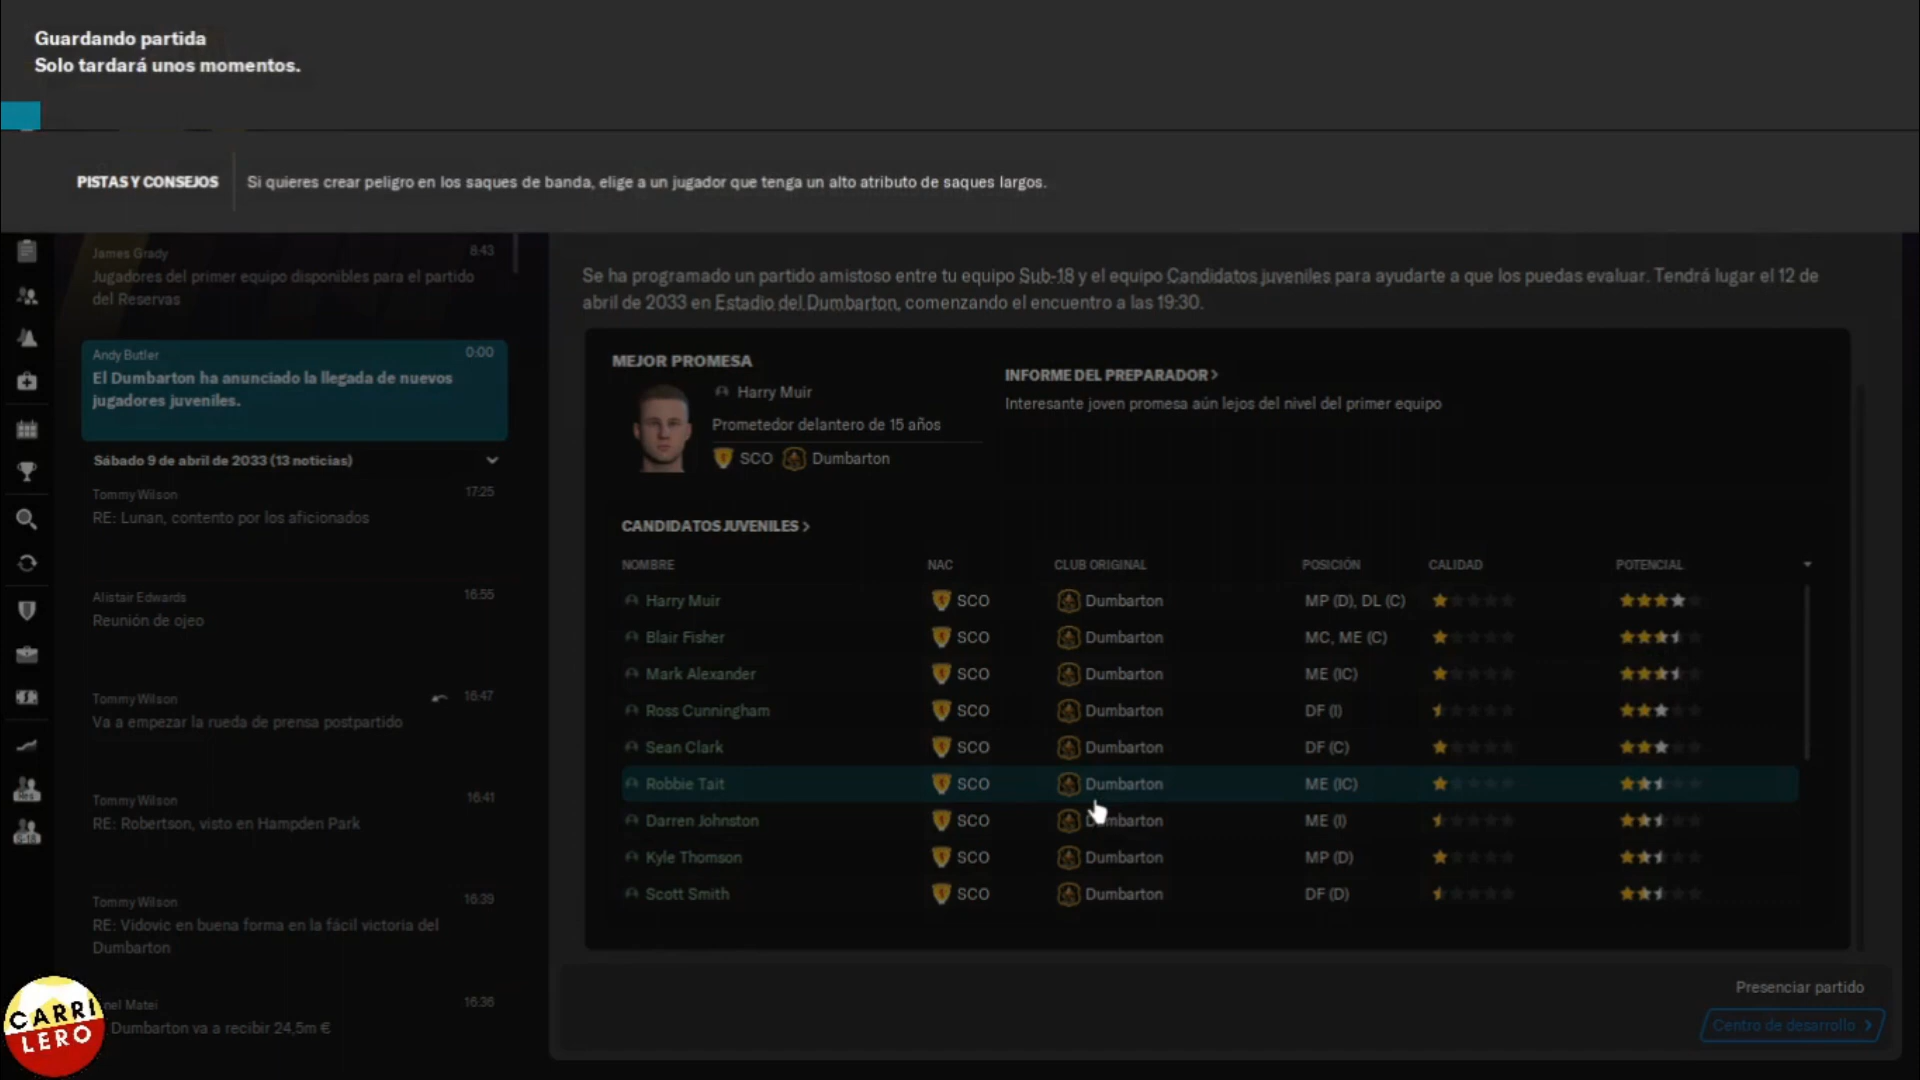 Guardando partida
Solo tardará unos momentos.
PISTAS Y CONSEJOS
Si quieres crear peligro en los saques de banda, elige a un jugador que tenga un alto atributo de saques largos.
James Grady 8:43
Jugadores del primer equipo disponibles para el partido
del Reservas
Andy Butler 0:00
El Dumbarton ha anunciado la llegada de nuevos
jugadores juveniles.
Sábado 9 de abril de 2033 (13 noticias)
Tommy Wilson 17:25
RE: Lunan, contento por los aficionados
Alistair Edwards 16:55
Reunión de ojeo
Tommy Wilson 16:47
Va a empezar la rueda de prensa postpartido
Tommy Wilson 16:41
RE: Robertson, visto en Hampden Park
Tommy Wilson 16:39
RE: Vidovic en buena forma en la fácil victoria del
Dumbarton
nel Matei 16:36
Dumbarton va a recibir 24,5m €
CARRI
LERO
Se ha programado un partido amistoso entre tu equipo Sub-18 y el equipo Candidatos juveniles para ayudarte a que los puedas evaluar. Tendrá lugar el 12 de
abril de 2033 en Estadio del Dumbarton, comenzando el encuentro a las 19:30.
MEJOR PROMESA
Harry Muir
Prometedor delantero de 15 años
SCO Dumbarton
INFORME DEL PREPARADOR >
Interesante joven promesa aún lejos del nivel del primer equipo
CANDIDATOS JUVENILES >
NOMBRE NAC CLUB ORIGINAL POSICIÓN CALIDAD POTENCIAL
Harry Muir SCO Dumbarton MP (D), DL (C)
Blair Fisher SCO Dumbarton MC, ME (C)
Mark Alexander SCO Dumbarton ME (IC)
Ross Cunningham SCO Dumbarton DF (I)
Sean Clark SCO Dumbarton DF (C)
Robbie Tait SCO Dumbarton ME (IC)
Darren Johnston SCO Dumbarton ME (I)
Kyle Thomson SCO Dumbarton MP (D)
Scott Smith SCO Dumbarton DF (D)
Presenciar partido
Centro de desarrollo >